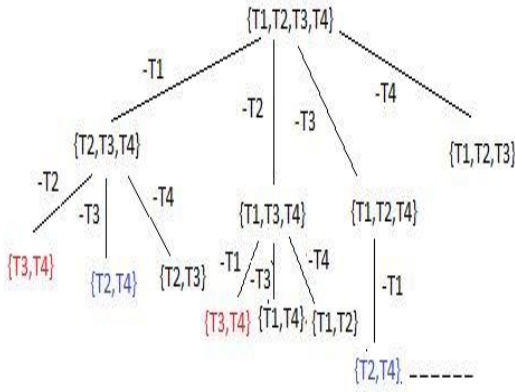 {T1,T2,T3,T4}
-T1
-T2
-T3
-T4
{T2,T3,T4}
{T1,T2,T3}
-T2
-T3
-T4
{T1,T3,T4}
{T1,T2,T4}
{T3,T4}
{T2,T4}
{T2,T3}
-T1
-T3
-T4
-T1
{T3,T4}
{T1,T4}
{T1,T2}
{T2,T4} ------